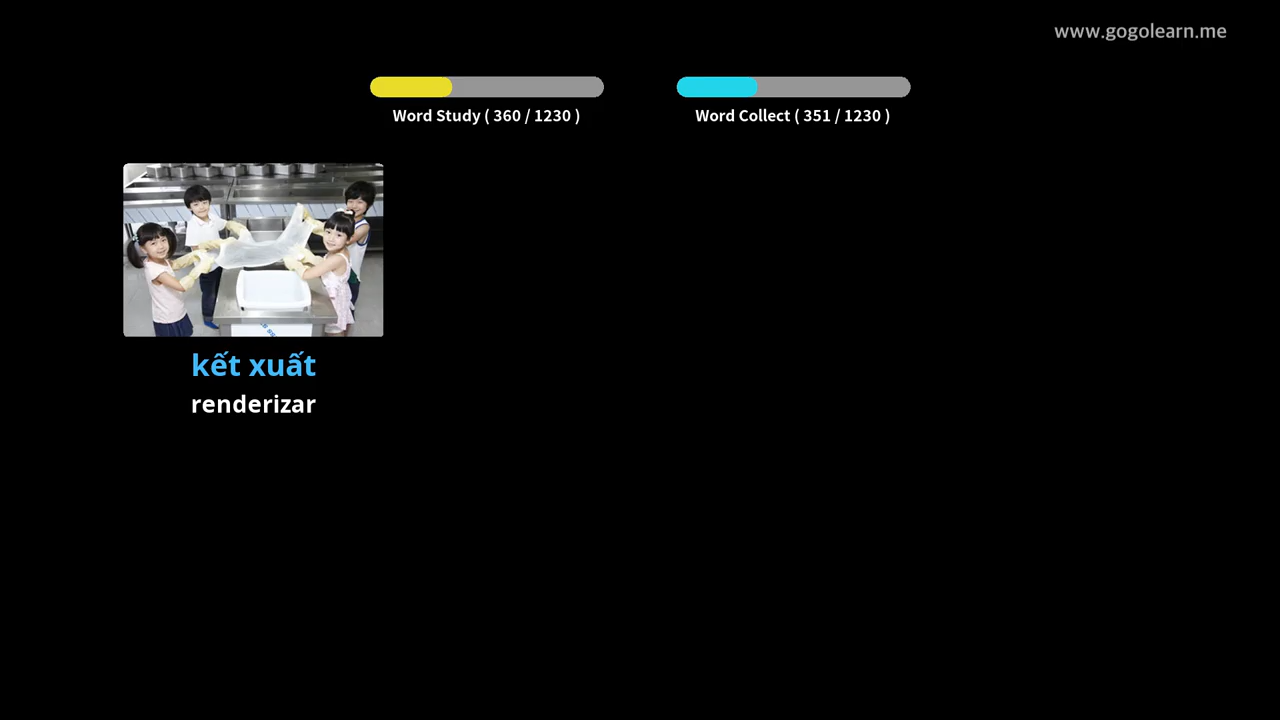 www.gogolearn.me
Word Study ( 360 / 1230 )
Word Collect ( 351 / 1230 )
kết xuất
renderizar